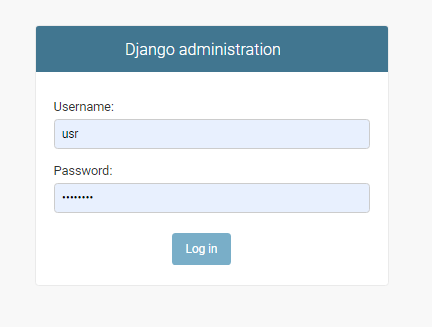 Django administration
Username:
usr
Password:
••••••••
Log in